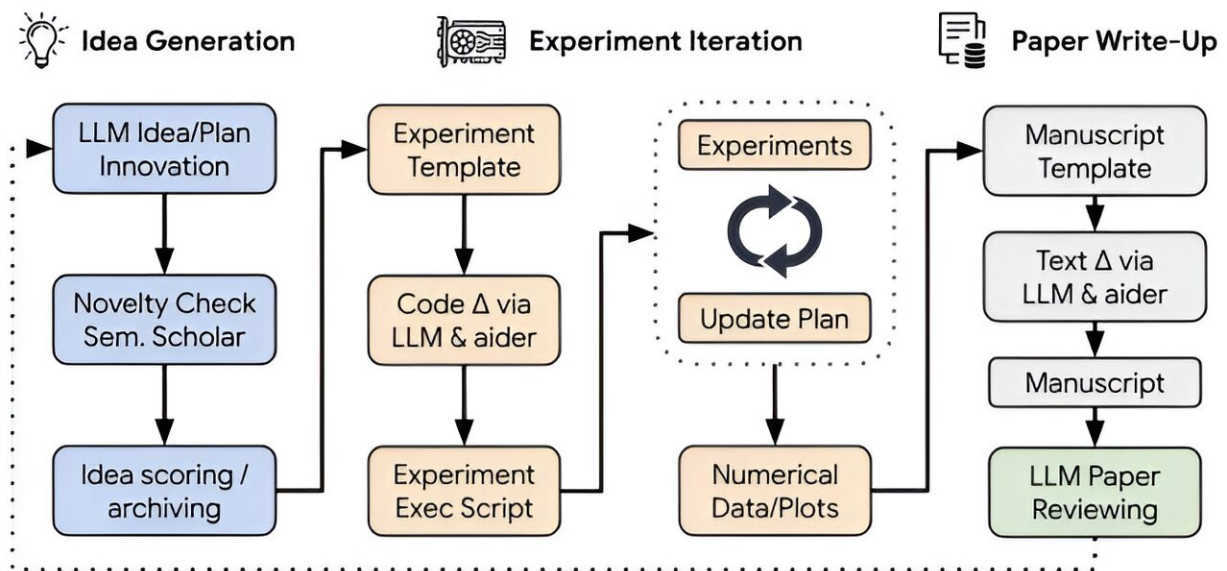 Idea Generation
Experiment Iteration
Paper Write-Up
LLM Idea/Plan
Innovation
Novelty Check
Sem. Scholar
Idea scoring /
archiving
Experiment
Template
Code Δ via
LLM & aider
Experiment
Exec Script
Experiments
Update Plan
Numerical
Data/Plots
Manuscript
Template
Text Δ via
LLM & aider
Manuscript
LLM Paper
Reviewing